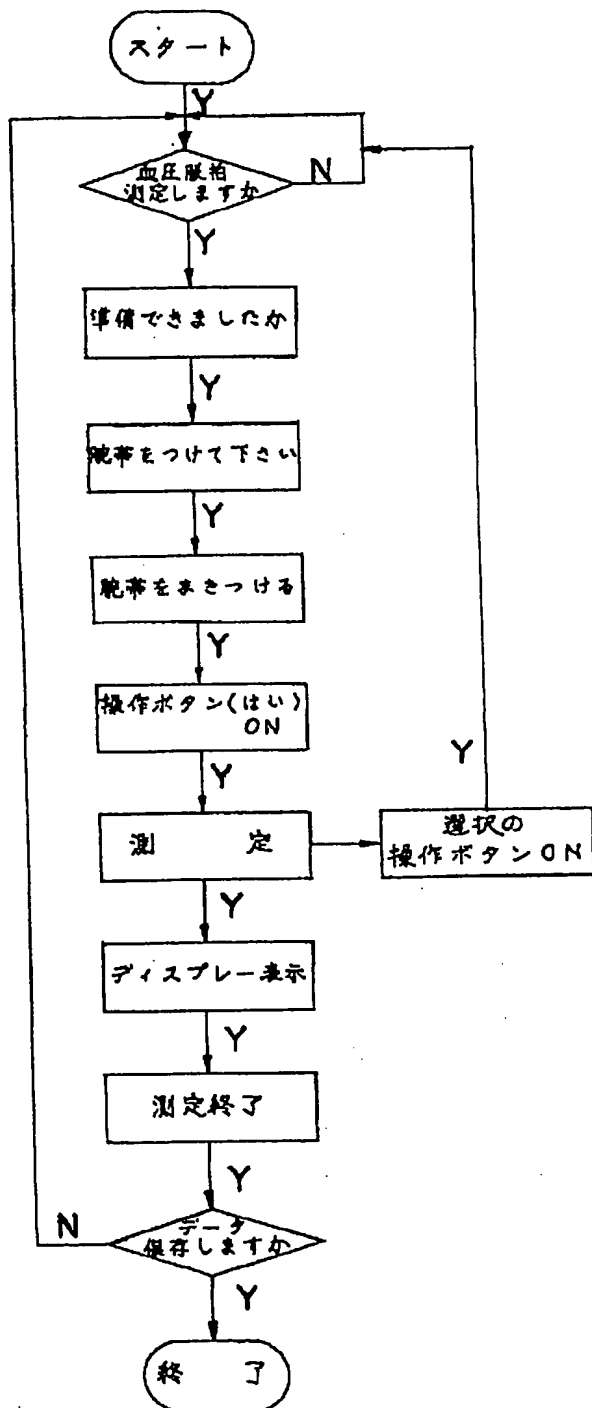 スタート
Y
血圧脈拍
測定しますか
N
Y
準備できましたか
Y
腕帯をつけて下さい
Y
腕帯をまきつける
Y
操作ボタン(はい)
ON
Y
Y
測 定
選択の
操作ボタンON
Y
ディスプレー表示
Y
測定終了
Y
N
データ
保存しますか
Y
終 了